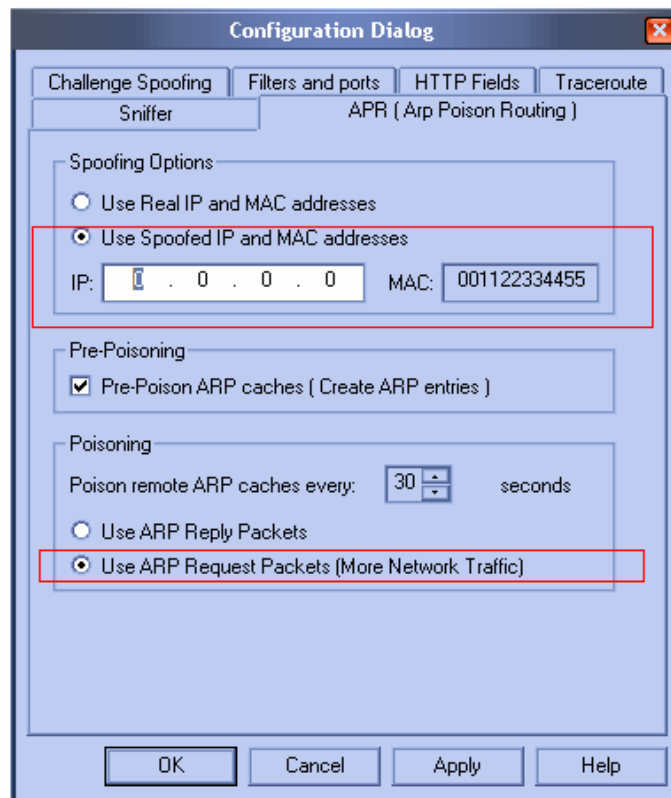 Configuration Dialog
Challenge Spoofing Filters and ports HTTP Fields Traceroute
Sniffer APR ( Arp Poison Routing )
Spoofing Options
Use Real IP and MAC addresses
Use Spoofed IP and MAC addresses
IP: 0 . 0 . 0 . 0 MAC: 001122334455
Pre-Poisoning
Pre-Poison ARP caches ( Create ARP entries )
Poisoning
Poison remote ARP caches every: 30 seconds
Use ARP Reply Packets
Use ARP Request Packets (More Network Traffic)
OK Cancel Apply Help